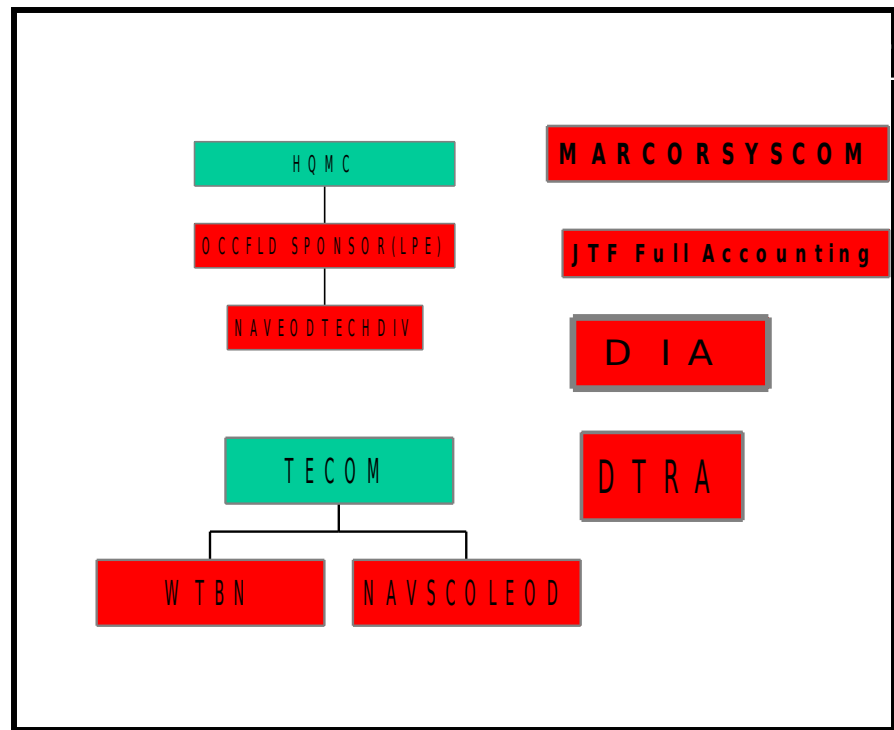 HQMC
OCCFLD SPONSOR(LPE)
NAVEODTECHDIV
TECOM
WTBN
NAVSCOLEOD
MARCORSYSCOM
JTF Full Accounting
DIA
DTRA